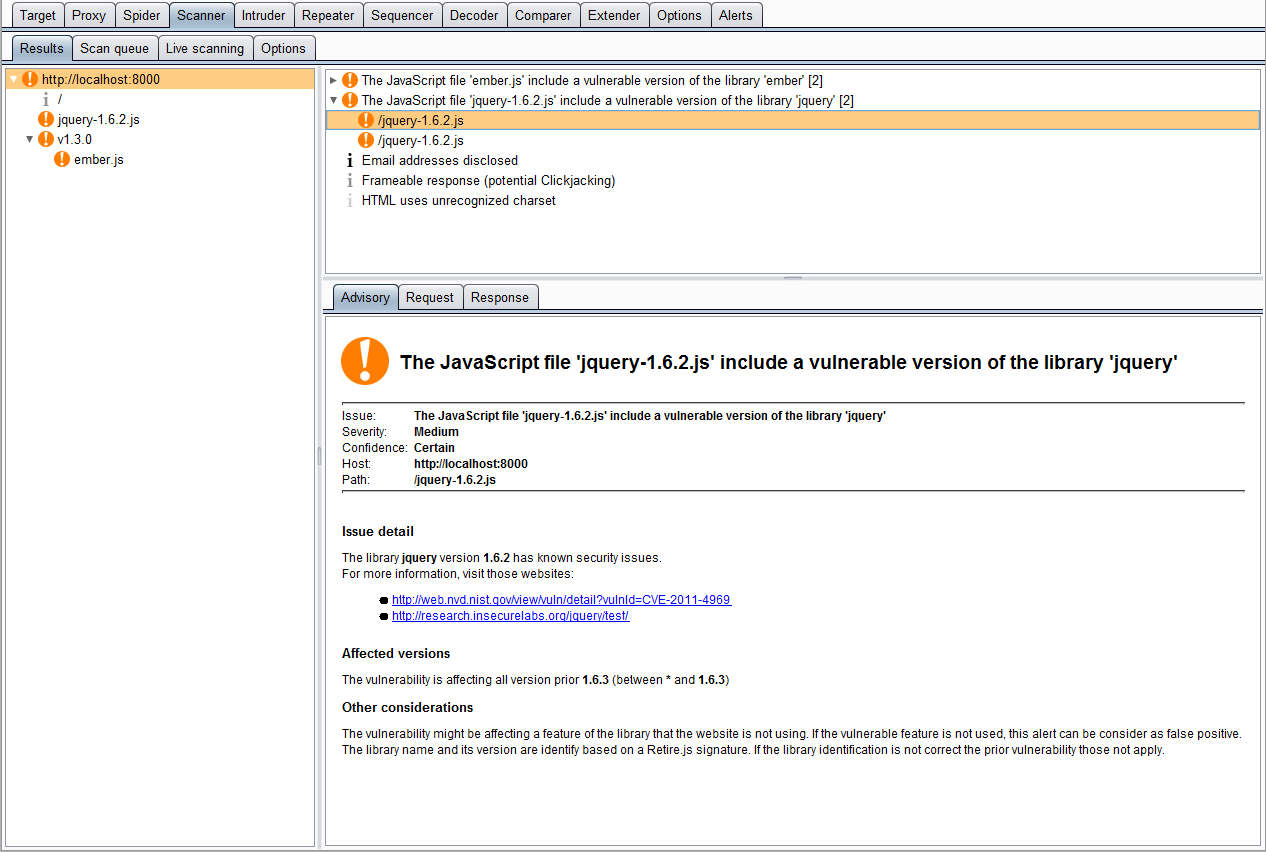 Target Proxy Spider Scanner Intruder Repeater Sequencer Decoder Comparer Extender Options Alerts
Results Scan queue Live scanning Options
http://localhost:8000
/
jquery-1.6.2.js
v1.3.0
ember.js
The JavaScript file 'ember.js' include a vulnerable version of the library 'ember' [2]
The JavaScript file 'jquery-1.6.2.js' include a vulnerable version of the library 'jquery' [2]
/jquery-1.6.2.js
/jquery-1.6.2.js
Email addresses disclosed
Frameable response (potential Clickjacking)
HTML uses unrecognized charset
Advisory Request Response
The JavaScript file 'jquery-1.6.2.js' include a vulnerable version of the library 'jquery'
Issue: The JavaScript file 'jquery-1.6.2.js' include a vulnerable version of the library 'jquery'
Severity: Medium
Confidence: Certain
Host: http://localhost:8000
Path: /jquery-1.6.2.js
Issue detail
The library jquery version 1.6.2 has known security issues.
For more information, visit those websites:
http://web.nvd.nist.gov/view/vuln/detail?vulnId=CVE-2011-4969
http://research.insecurelabs.org/jquery/test/
Affected versions
The vulnerability is affecting all version prior 1.6.3 (between * and 1.6.3)
Other considerations
The vulnerability might be affecting a feature of the library that the website is not using. If the vulnerable feature is not used, this alert can be consider as false positive.
The library name and its version are identify based on a Retire.js signature. If the library identification is not correct the prior vulnerability those not apply.